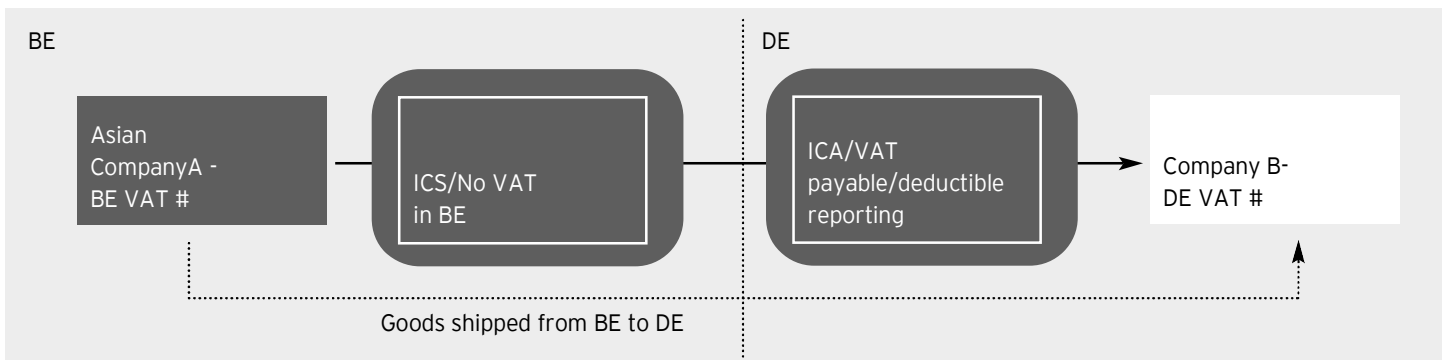 BE
DE
Asian
CompanyA -
BE VAT #
ICS/No VAT
in BE
ICA/VAT
payable/deductible
reporting
Company B-
DE VAT #
Goods shipped from BE to DE